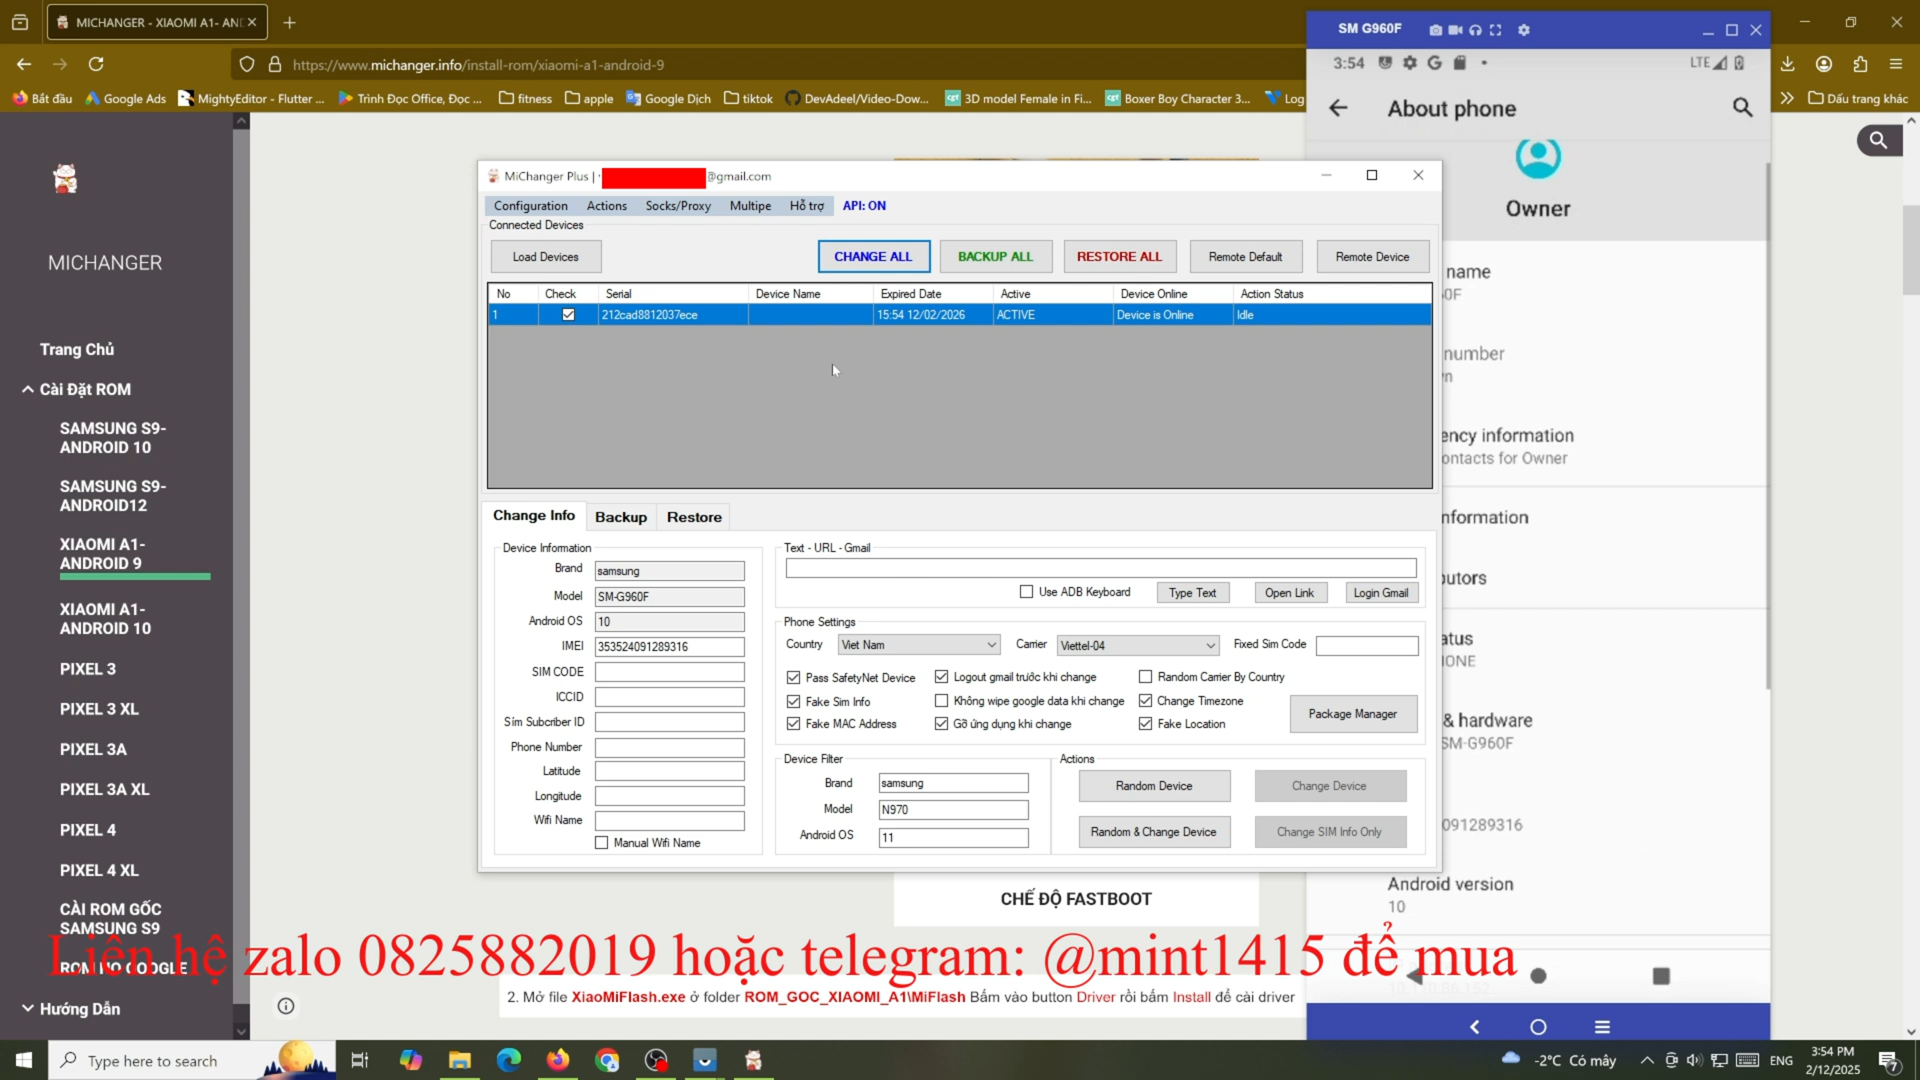 MICHANGER - XIAOMI A1- AND
https://www.michanger.info/install-rom/xiaomi-a1-android-9
Bắt đầu
Google Ads
MightyEditor - Flutter ...
Trình Đọc Office, Đọc ...
fitness
apple
Google Dịch
tiktok
DevAdeel/Video-Dow...
3D model Female in Fi...
Boxer Boy Character 3...
Log
Dấu trang khác
MICHANGER
Trang Chủ
Cài Đặt ROM
SAMSUNG S9-
ANDROID 10
SAMSUNG S9-
ANDROID12
XIAOMI A1-
ANDROID 9
XIAOMI A1-
ANDROID 10
PIXEL 3
PIXEL 3 XL
PIXEL 3A
PIXEL 3A XL
PIXEL 4
PIXEL 4 XL
CÀI ROM GỐC
SAMSUNG S9
ROM NO GOOGLE
Hướng Dẫn
MiChanger Plus |
@gmail.com
Configuration Actions Socks/Proxy Multipe Hỗ trợ API: ON
Connected Devices
Load Devices CHANGE ALL BACKUP ALL RESTORE ALL Remote Default Remote Device
No Check Serial Device Name Expired Date Active Device Online Action Status
1 212cad8812037ece 15:54 12/02/2026 ACTIVE Device is Online Idle
Change Info Backup Restore
Device Information
Brand samsung
Model SM-G960F
Android OS 10
IMEI 353524091289316
SIM CODE
ICCID
Sim Subcriber ID
Phone Number
Latitude
Longitude
Wifi Name
Manual Wifi Name
Text - URL - Gmail
Use ADB Keyboard Type Text Open Link Login Gmail
Phone Settings
Country Viet Nam Carrier Viettel-04 Fixed Sim Code
Pass SafetyNet Device Logout gmail trước khi change Random Carrier By Country
Fake Sim Info Không wipe google data khi change Change Timezone
Fake MAC Address Gỡ ứng dụng khi change Fake Location
Package Manager
Device Filter
Brand samsung
Model N970
Android OS 11
Actions
Random Device Change Device
Random & Change Device Change SIM Info Only
CHẾ ĐỘ FASTBOOT
Liên hệ zalo 0825882019 hoặc telegram: @mint1415 để mua
2. Mở file XiaoMiFlash.exe ở folder ROM_GOC_XIAOMI_A1\MiFlash Bấm vào button Driver rồi bấm Install để cài driver
SM G960F
3:54
G
LTE
About phone
Owner
name
number
ency information
ontacts for Owner
nformation
& hardware
SM-G960F
091289316
Android version
10
Type here to search
-2°C Có mây
ENG
3:54 PM
2/12/2025
7